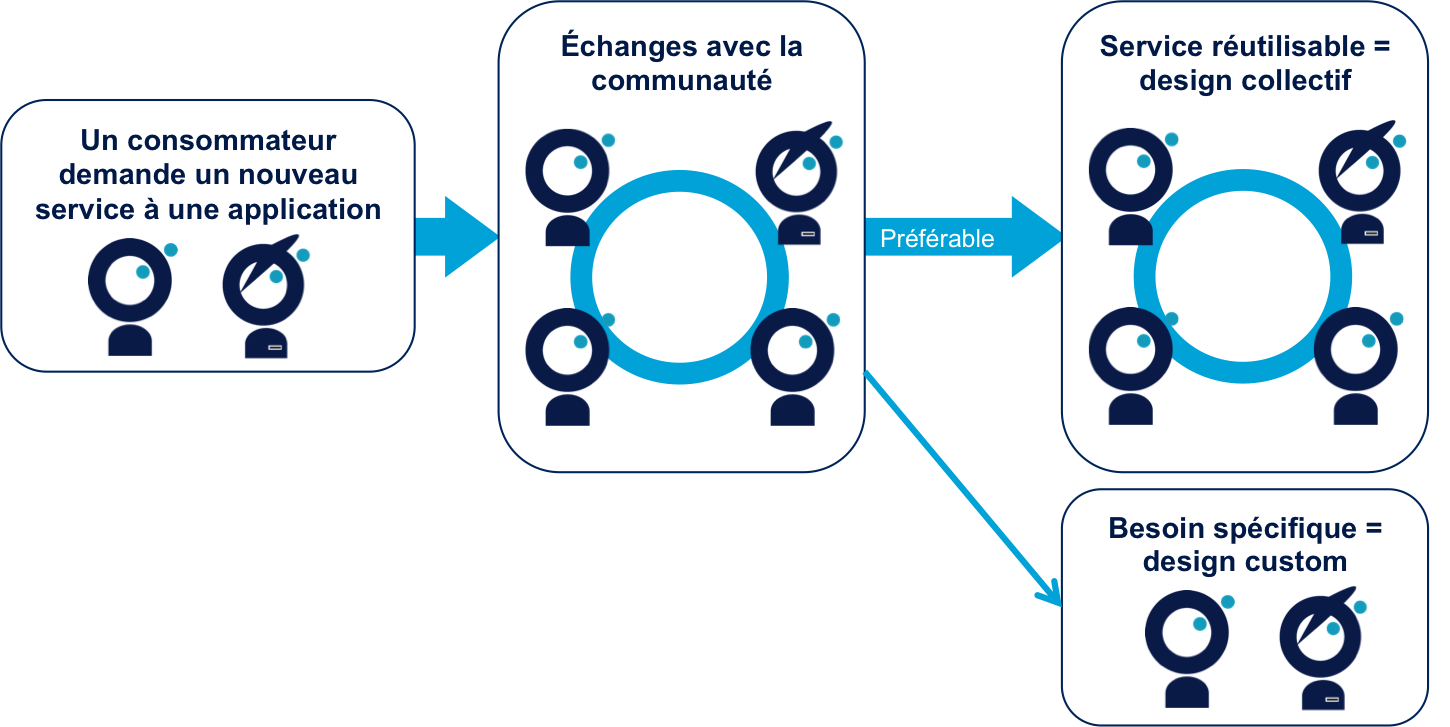 Un consommateur
demande un nouveau
service à une application
Échanges avec la
communauté
Préférable
Service réutilisable =
design collectif
Besoin spécifique =
design custom